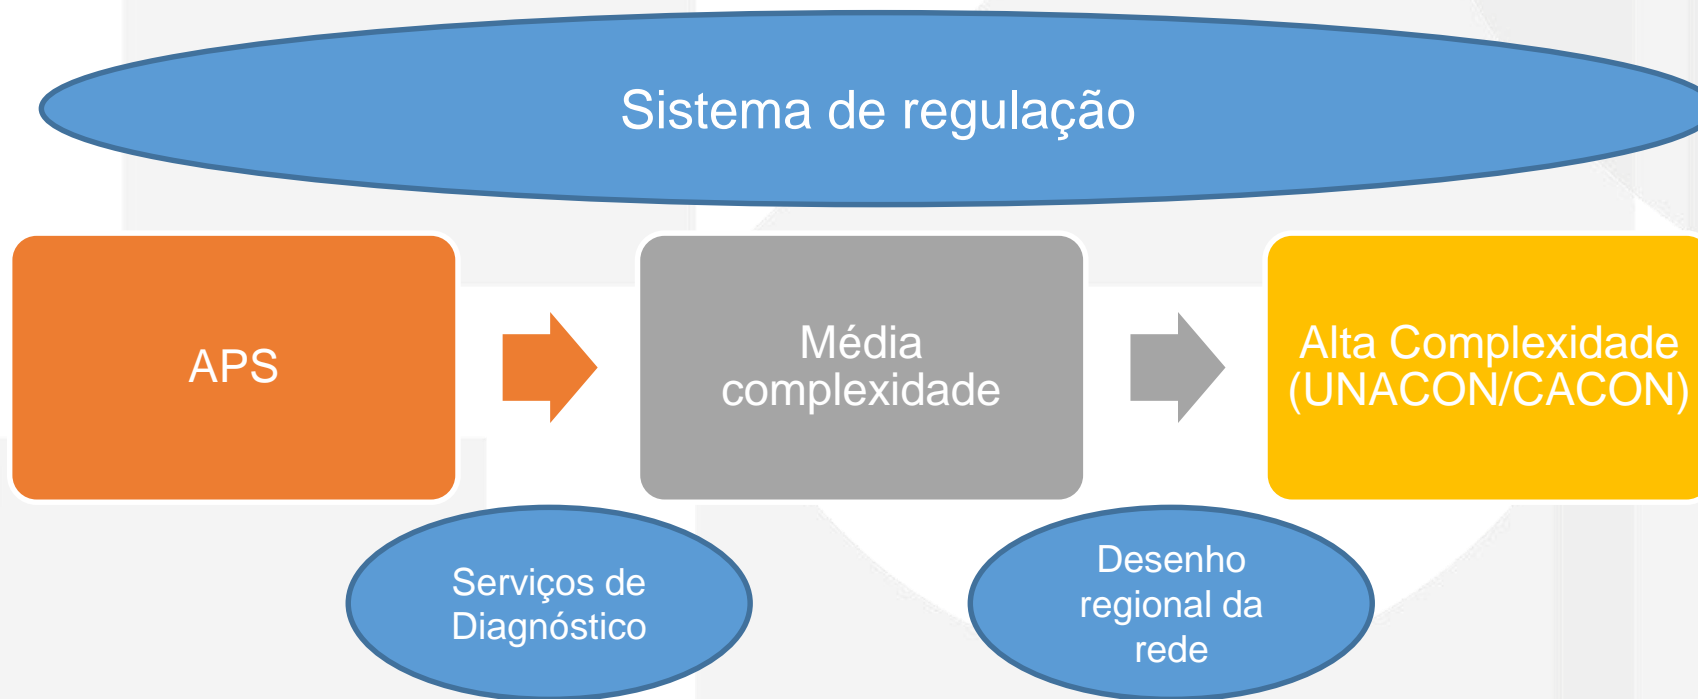 Sistema de regulação
APS
Média
complexidade
Alta Complexidade
(UNACON/CACON)
Serviços de
Diagnóstico
Desenho
regional da
rede